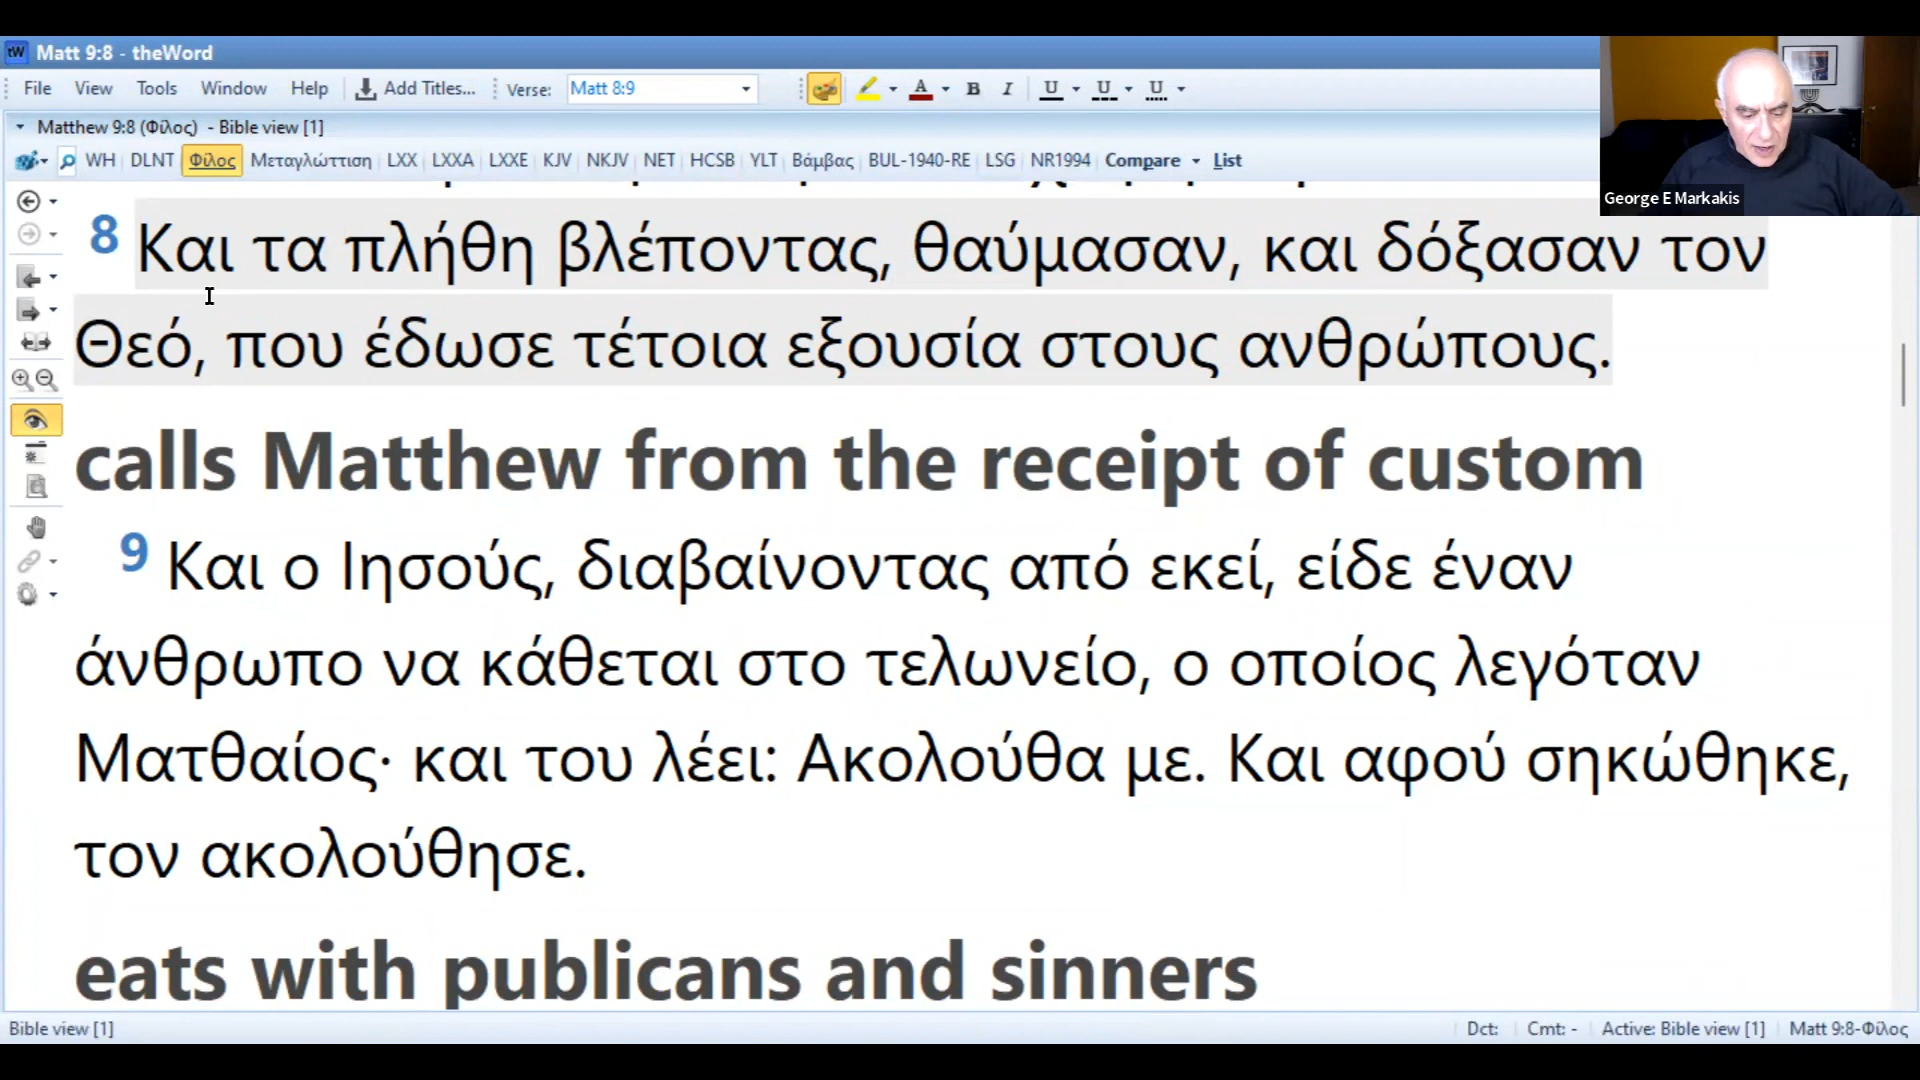 Matt 9:8 - theWord
File View Tools Window Help Add Titles... Verse: Matt 8:9 A B I U U U
Matthew 9:8 (Φίλος) - Bible view [1]
WH DLNT Φίλος Μεταγλώττιση LXX LXXA LXXE KJV NKJV NET HCSB YLT Βάμβας BUL-1940-RE LSG NR1994 Compare List
George E Markakis
8 Και τα πλήθη βλέποντας, θαύμασαν, και δόξασαν τον
Θεό, που έδωσε τέτοια εξουσία στους ανθρώπους.
calls Matthew from the receipt of custom
9 Και ο Ιησούς, διαβαίνοντας από εκεί, είδε έναν
άνθρωπο να κάθεται στο τελωνείο, ο οποίος λεγόταν
Ματθαίος· και του λέει: Ακολούθα με. Και αφού σηκώθηκε,
τον ακολούθησε.
eats with publicans and sinners
Bible view [1] Dct: Cmt: - Active: Bible view [1] Matt 9:8-Φίλος